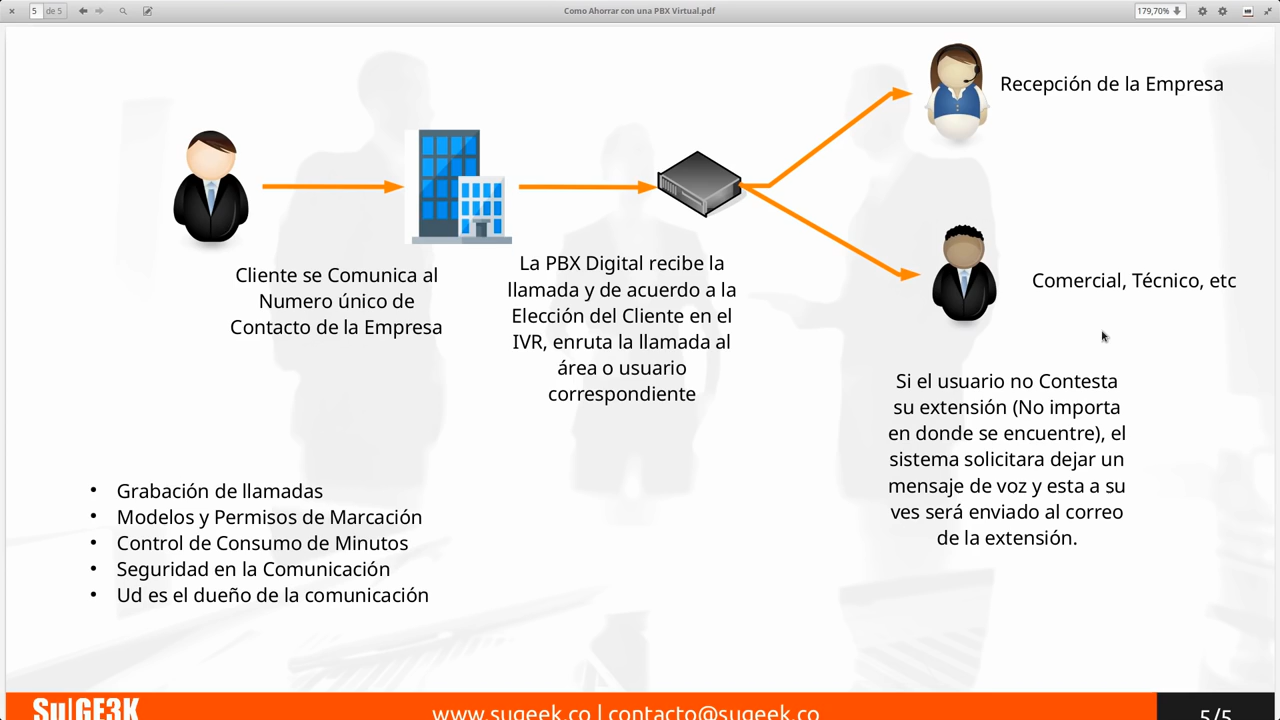 5 de 5
Como Ahorrar con una PBX Virtual.pdf
179,70%
Recepción de la Empresa
Cliente se Comunica al
Numero único de
Contacto de la Empresa
La PBX Digital recibe la
llamada y de acuerdo a la
Elección del Cliente en el
IVR, enruta la llamada al
área o usuario
correspondiente
Comercial, Técnico, etc
Si el usuario no Contesta
su extensión (No importa
en donde se encuentre), el
sistema solicitara dejar un
mensaje de voz y esta a su
ves será enviado al correo
de la extensión.
• Grabación de llamadas
• Modelos y Permisos de Marcación
• Control de Consumo de Minutos
• Seguridad en la Comunicación
• Ud es el dueño de la comunicación
Su|GE3K
www.sugeek.co | contacto@sugeek.co
5/5